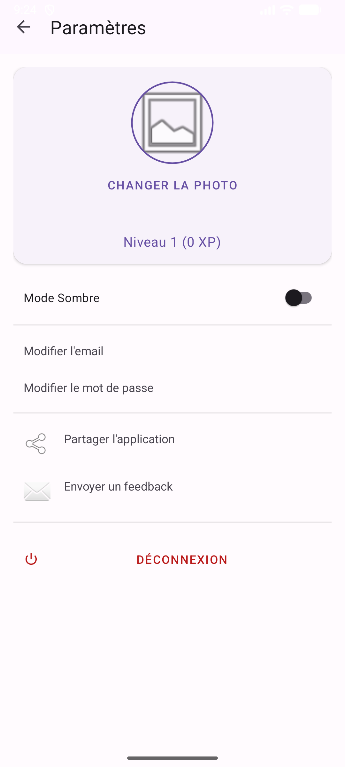 Paramètres
CHANGER LA PHOTO
Niveau 1 (0 XP)
Mode Sombre
Modifier l'email
Modifier le mot de passe
Partager l'application
Envoyer un feedback
DÉCONNEXION